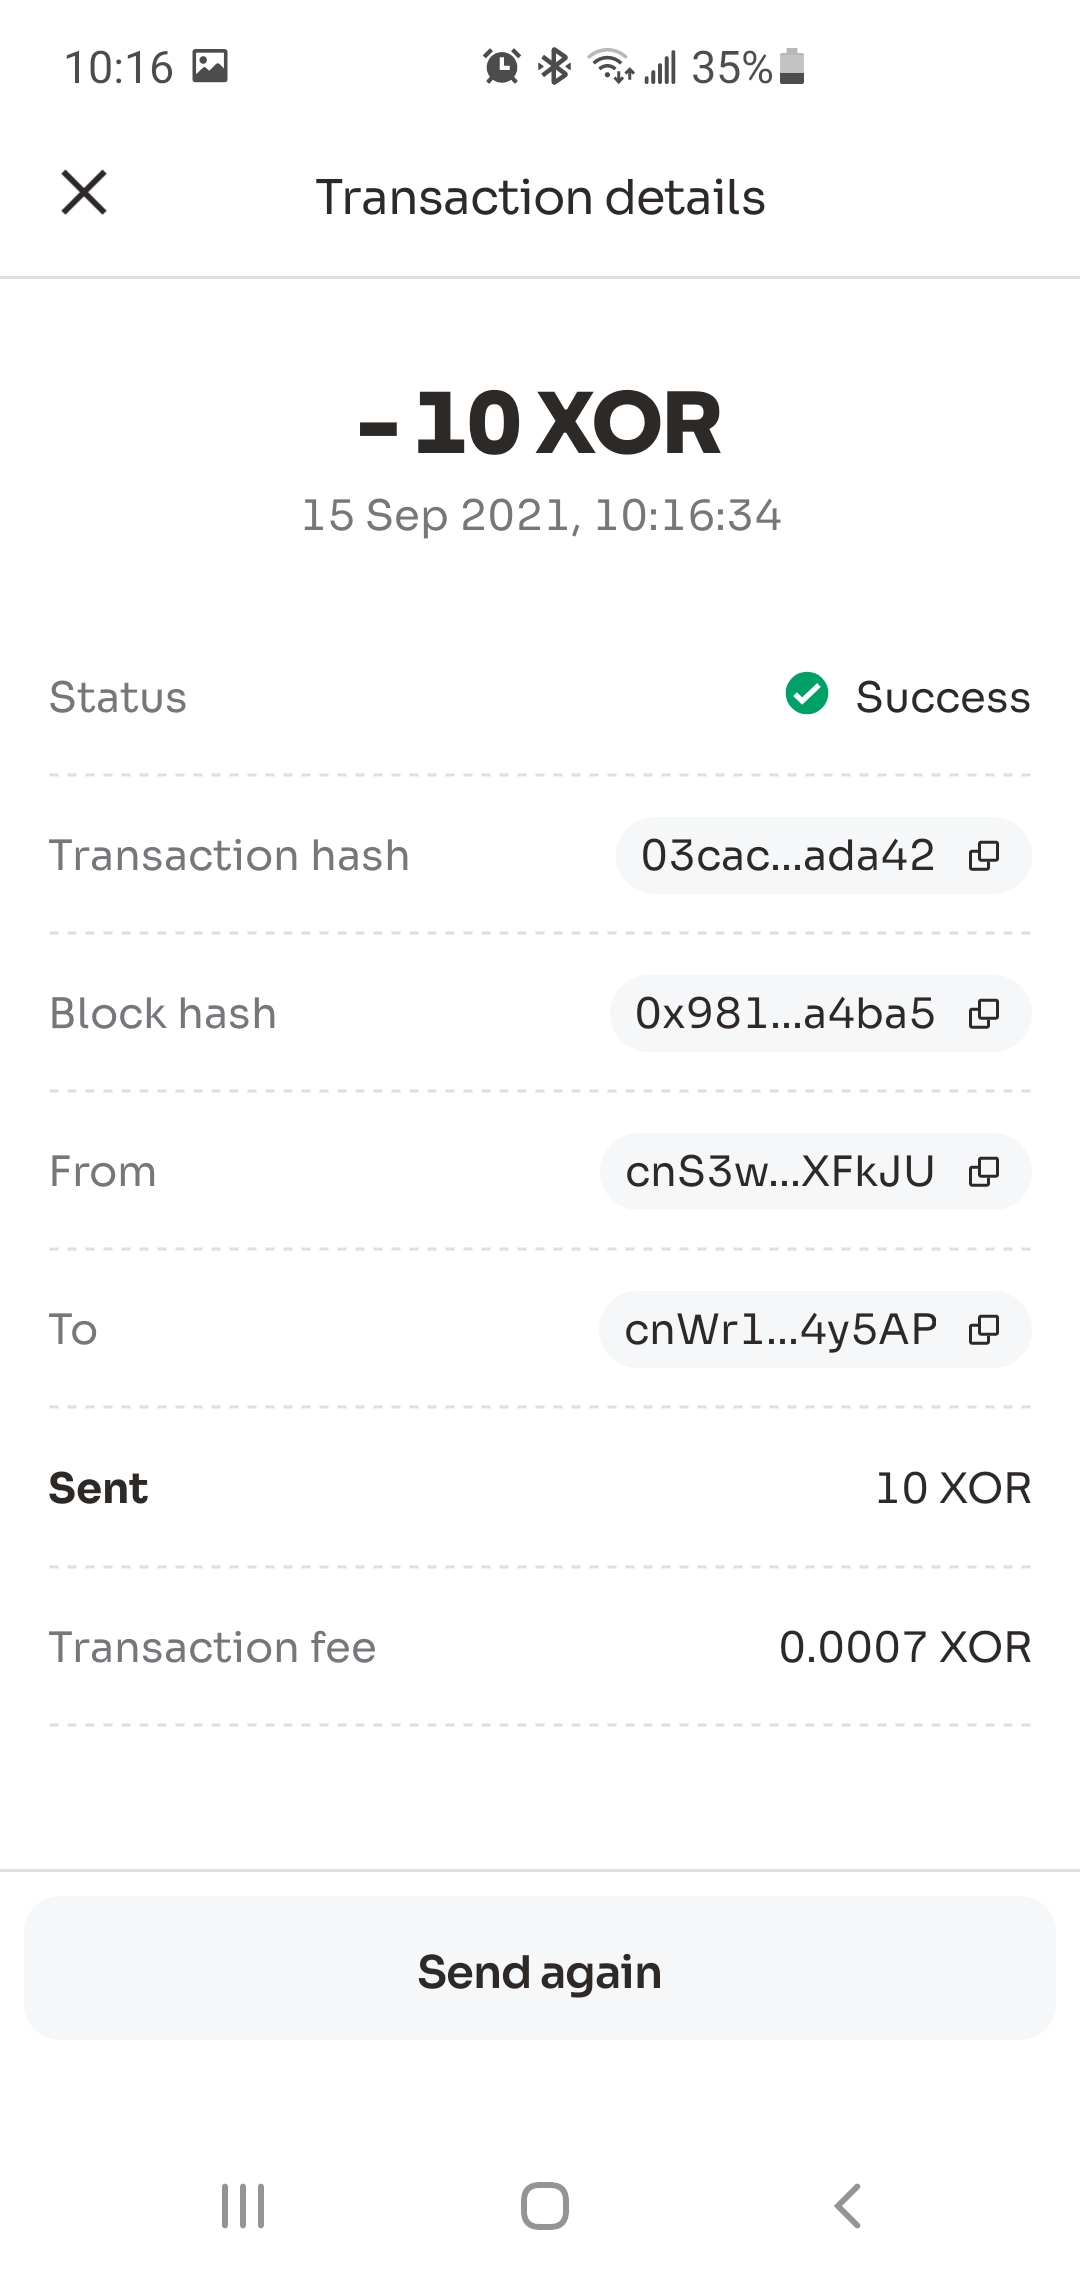 10:16 35%
Transaction details
- 10 XOR
15 Sep 2021, 10:16:34
Status Success
Transaction hash 03cac...ada42
Block hash 0x981...a4ba5
From cnS3w...XFkJU
To cnWr1...4y5AP
Sent 10 XOR
Transaction fee 0.0007 XOR
Send again